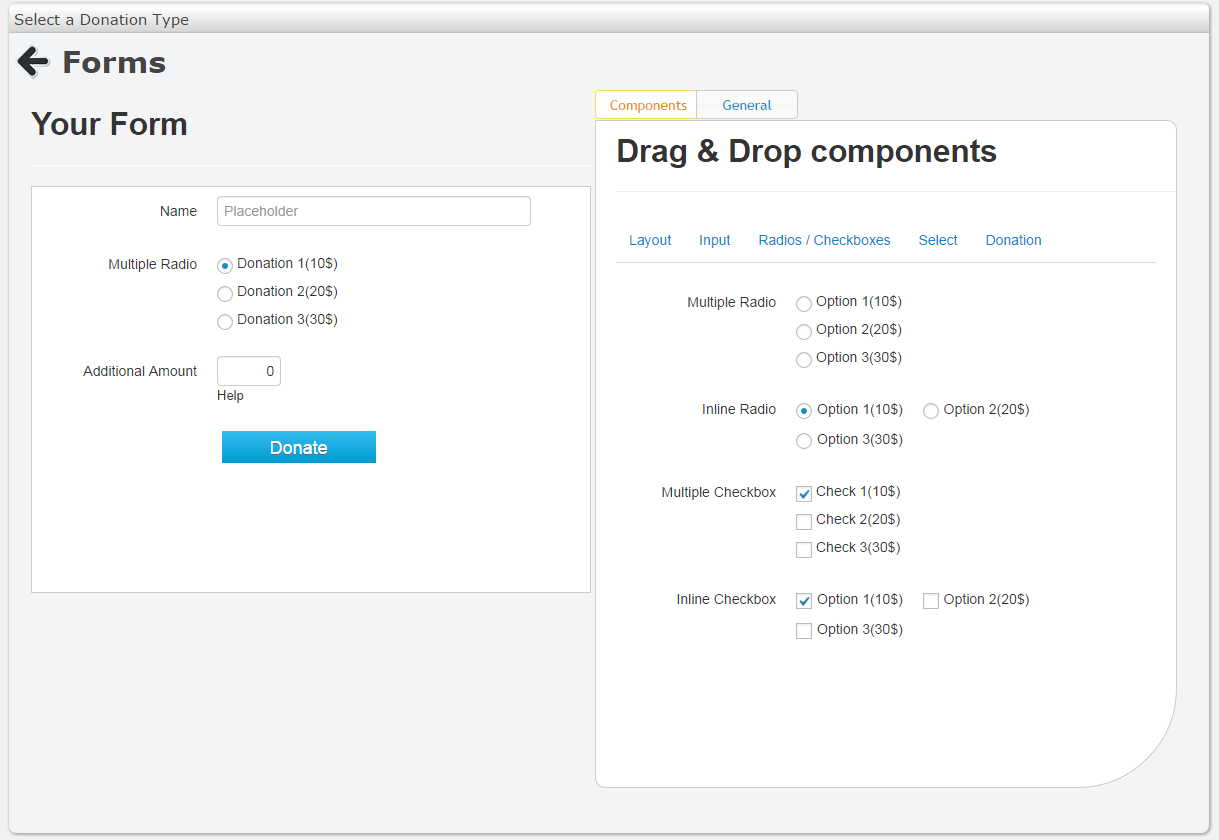 Select a Donation Type
Forms
Your Form
Name
Placeholder
Multiple Radio
Donation 1(10$)
Donation 2(20$)
Donation 3(30$)
Additional Amount
0
Help
Donate
Components
General
Drag & Drop components
Layout Input Radios / Checkboxes Select Donation
Multiple Radio
Option 1(10$)
Option 2(20$)
Option 3(30$)
Inline Radio
Option 1(10$) Option 2(20$)
Option 3(30$)
Multiple Checkbox
Check 1(10$)
Check 2(20$)
Check 3(30$)
Inline Checkbox
Option 1(10$) Option 2(20$)
Option 3(30$)